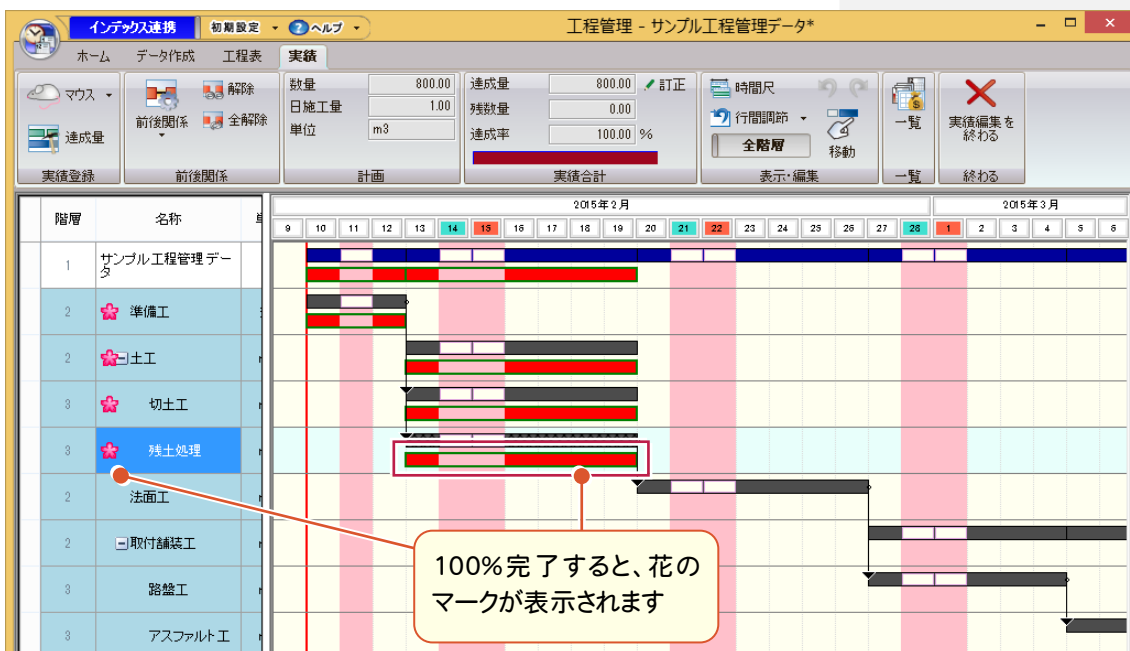 インデックス連携 初期設定 ヘルプ 工程管理 - サンプル工程管理データ*
ホーム データ作成 工程表 実績
マウス
達成量
実績登録
前後関係
解除
全解除
前後関係
数量 800.00
日施工量 1.00
単位 m3
計画
達成量 800.00 訂正
残数量 0.00
達成率 100.00 %
実績合計
時間尺
行間調節
全階層
移動
表示・編集
一覧
一覧
実績編集を
終わる
終わる
階層 名称
2015年2月 2015年3月
9 10 11 12 13 14 15 16 17 18 19 20 21 22 23 24 25 26 27 28 1 2 3 4 5 6
1 サンプル工程管理デー
タ
2 準備工
2 土工
3 切土工
3 残土処理
2 法面工
2 取付舗装工
3 路盤工
3 アスファルト工
100%完了すると、花の
マークが表示されます